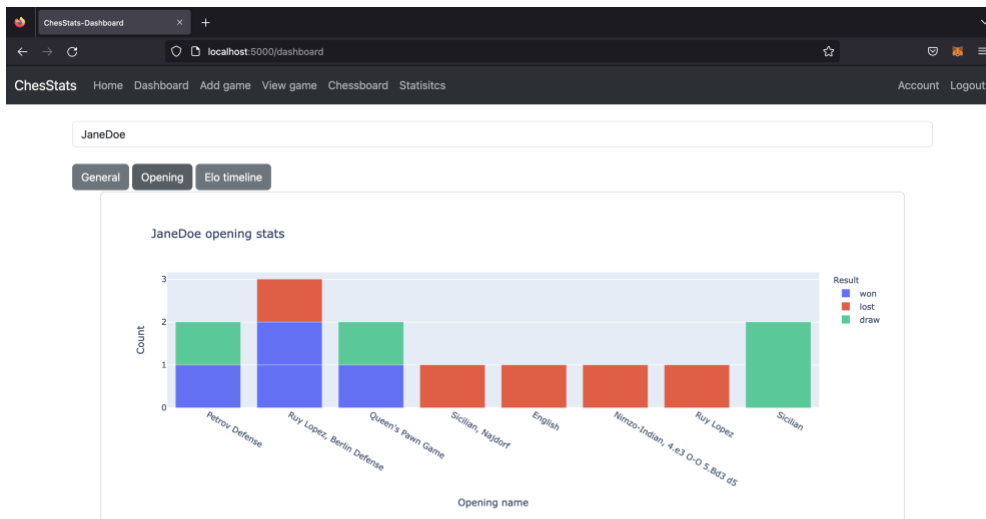 ChesStats-Dashboard × +
localhost:5000/dashboard
ChesStats Home Dashboard Add game View game Chessboard Statisitcs Account Logout
JaneDoe
General Opening Elo timeline
JaneDoe opening stats
Result
won
lost
draw
Count
3
2
1
0
Petrov Defense
Ruy Lopez, Berlin Defense
Queen's Pawn Game
Sicilian, Najdorf
English
Nimzo-Indian, 4.e3 O-O 5.Bd3 d5
Ruy Lopez
Sicilian
Opening name